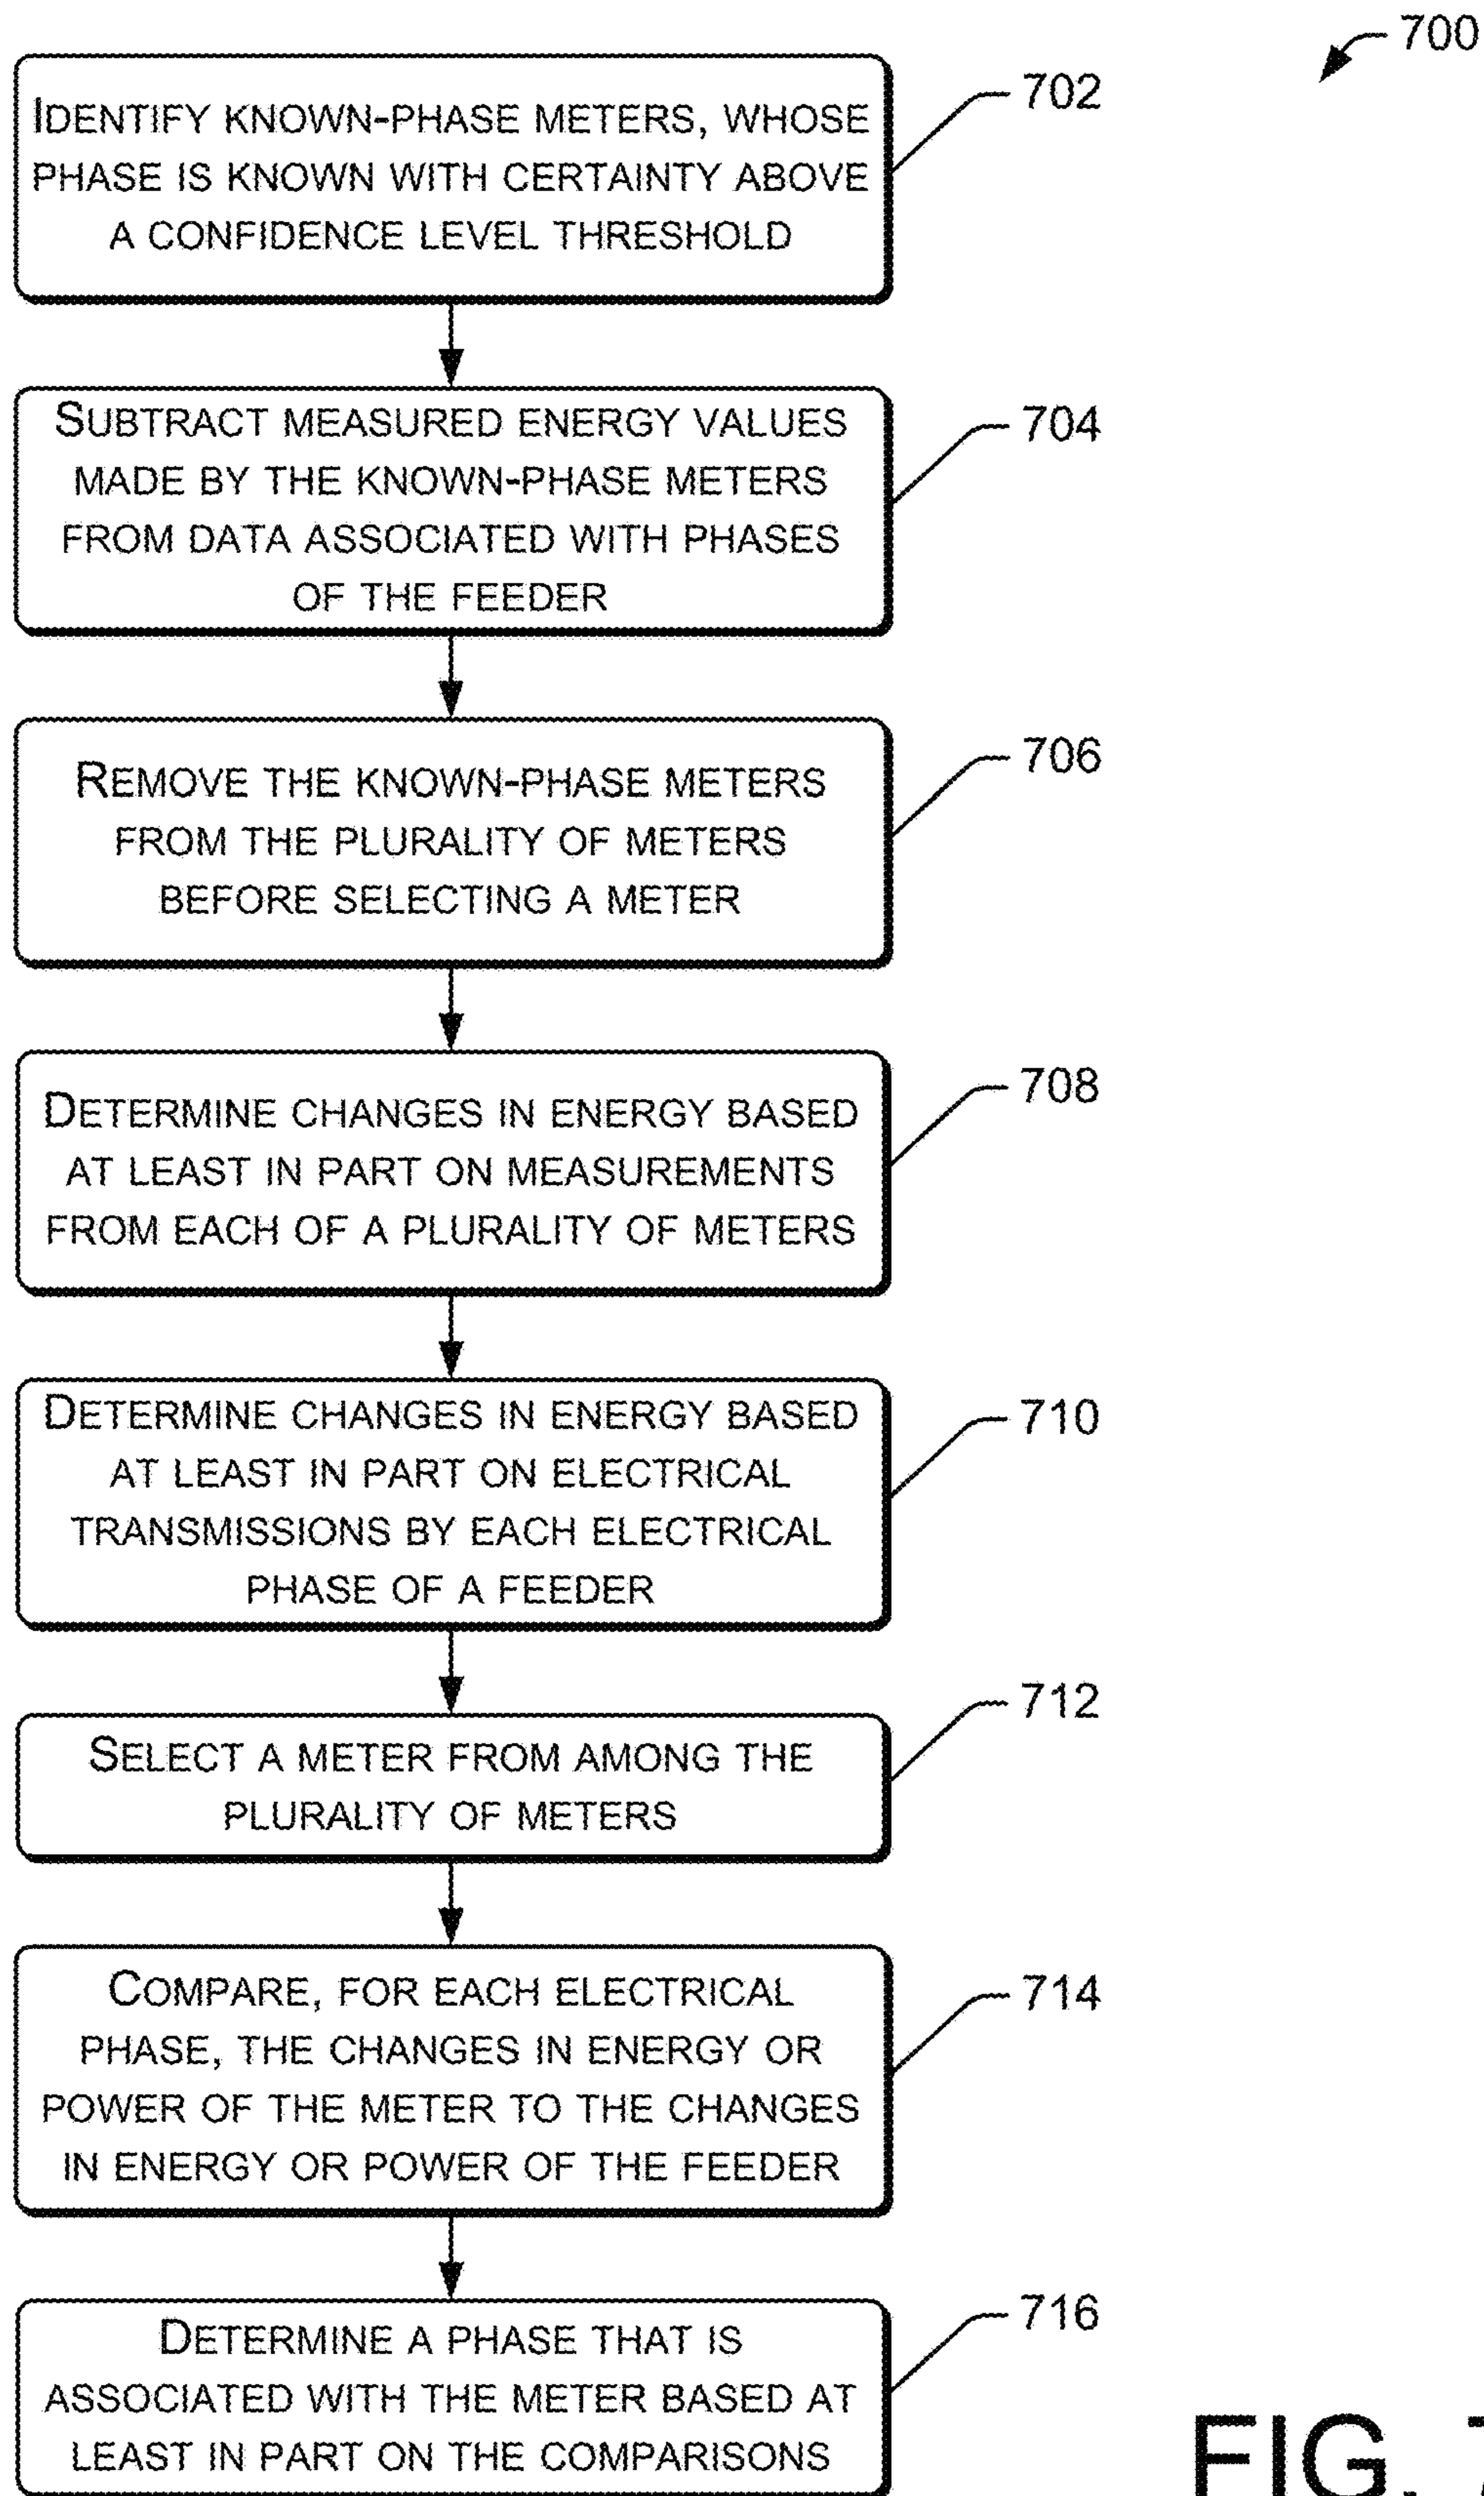 700
IDENTIFY KNOWN-PHASE METERS, WHOSE
PHASE IS KNOWN WITH CERTAINTY ABOVE
A CONFIDENCE LEVEL THRESHOLD
702
SUBTRACT MEASURED ENERGY VALUES
MADE BY THE KNOWN-PHASE METERS
FROM DATA ASSOCIATED WITH PHASES
OF THE FEEDER
704
REMOVE THE KNOWN-PHASE METERS
FROM THE PLURALITY OF METERS
BEFORE SELECTING A METER
706
DETERMINE CHANGES IN ENERGY BASED
AT LEAST IN PART ON MEASUREMENTS
FROM EACH OF A PLURALITY OF METERS
708
DETERMINE CHANGES IN ENERGY BASED
AT LEAST IN PART ON ELECTRICAL
TRANSMISSIONS BY EACH ELECTRICAL
PHASE OF A FEEDER
710
SELECT A METER FROM AMONG THE
PLURALITY OF METERS
712
COMPARE, FOR EACH ELECTRICAL
PHASE, THE CHANGES IN ENERGY OR
POWER OF THE METER TO THE CHANGES
IN ENERGY OR POWER OF THE FEEDER
714
DETERMINE A PHASE THAT IS
ASSOCIATED WITH THE METER BASED AT
LEAST IN PART ON THE COMPARISONS
716
FIG. 7